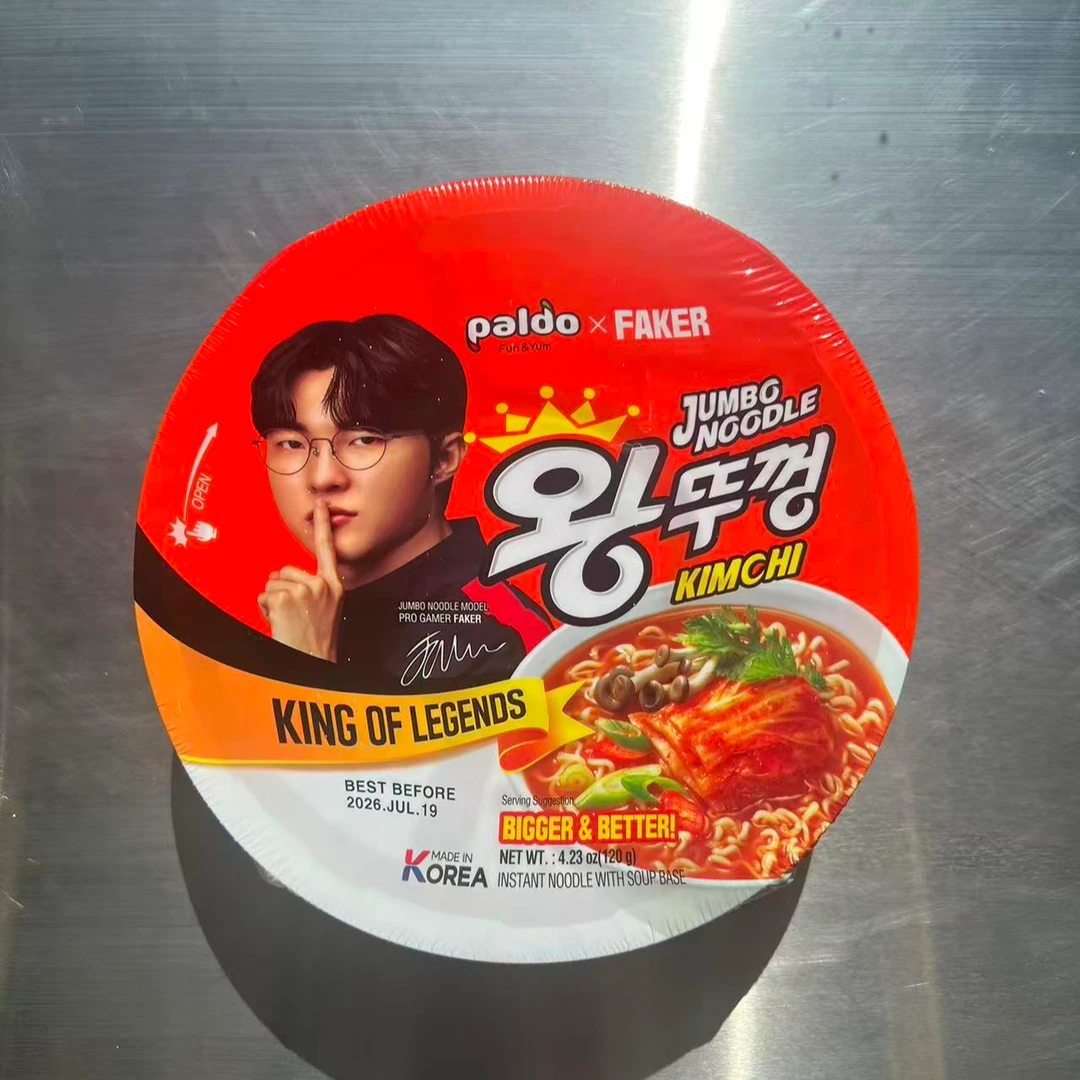 paldo × FAKER
Fun & Yum
JUMBO
NOODLE
왕뚜껑
KIMCHI
OPEN
JUMBO NOODLE MODEL
PRO GAMER FAKER
Faker
KING OF LEGENDS
BEST BEFORE
2026.JUL.19
Serving Suggestion
BIGGER & BETTER!
MADE IN
KOREA
NET WT. : 4.23 oz(120 g)
INSTANT NOODLE WITH SOUP BASE